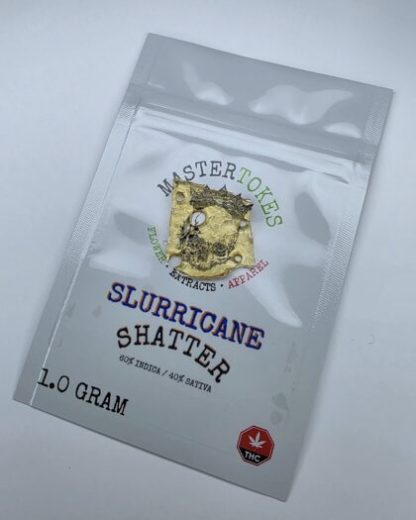 MASTERTOKES
FLOWER • EXTRACTS • APPAREL
SLURRICANE
SHATTER
60% INDICA / 40% SATIVA
1.0 GRAM
THC